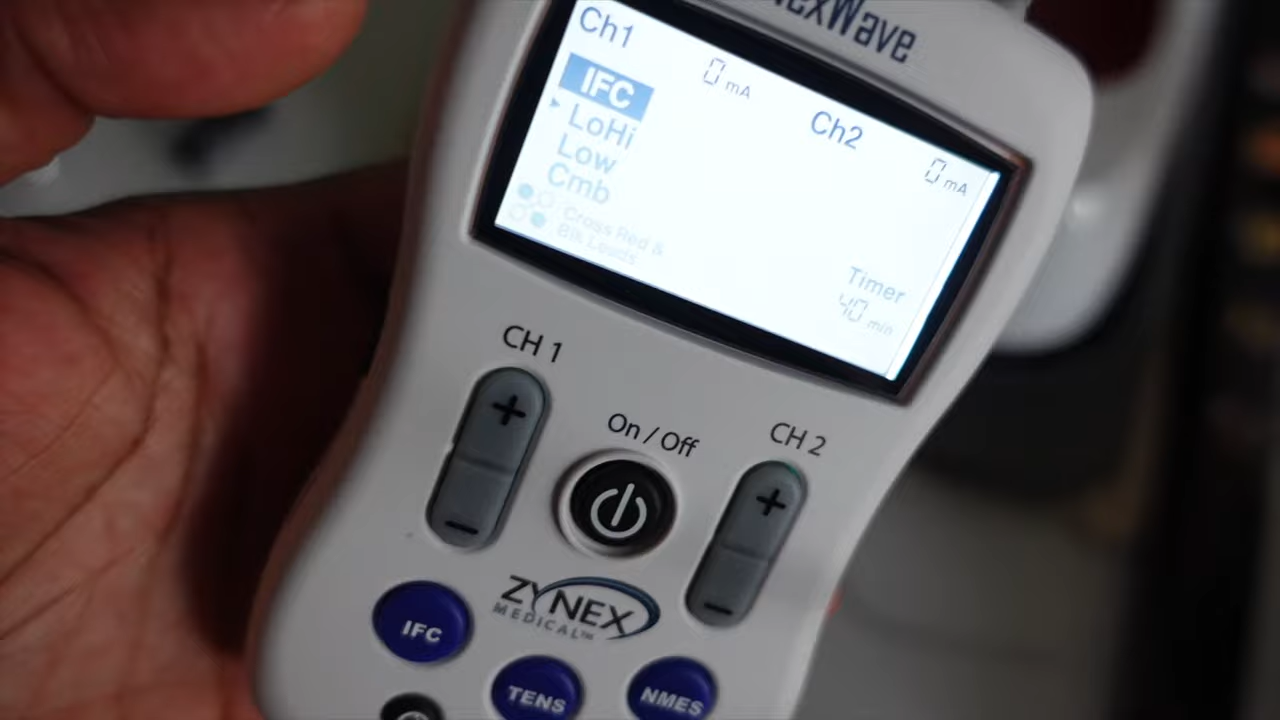 NexWave
Ch1
0 mA
Ch2
0 mA
IFC
LoHi
Low
Cmb
Cross Red &
Blk Leads
Timer
40 min
CH 1
On / Off
CH 2
+
+
−
−
ZYNEX
MEDICAL™
IFC
TENS
NMES